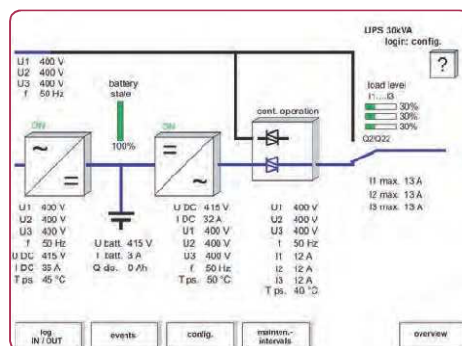 UPS 30kVA
login: config.
?
U1 400 V
U2 400 V
U3 400 V
f 50 Hz
battery
state
100%
cont. operation
load level
I1....I3
30%
30%
30%
Q2/Q22
ON
ON
U1 400 V
U2 400 V
U3 400 V
f 50 Hz
U DC 415 V
I DC 35 A
T ps. 45 °C
U batt. 415 V
I batt. 3 A
Q de. 0 Ah
U DC 415 V
I DC 32 A
U1 400 V
U2 400 V
U3 400 V
f 50 Hz
T ps. 50 °C
U1 400 V
U2 400 V
U3 400 V
f 50 Hz
I1 12 A
I2 12 A
I3 12 A
T ps. 40 °C
I1 max. 13 A
I2 max. 13 A
I3 max. 13 A
log
IN / OUT
events
config.
mainten.-
intervals
overview